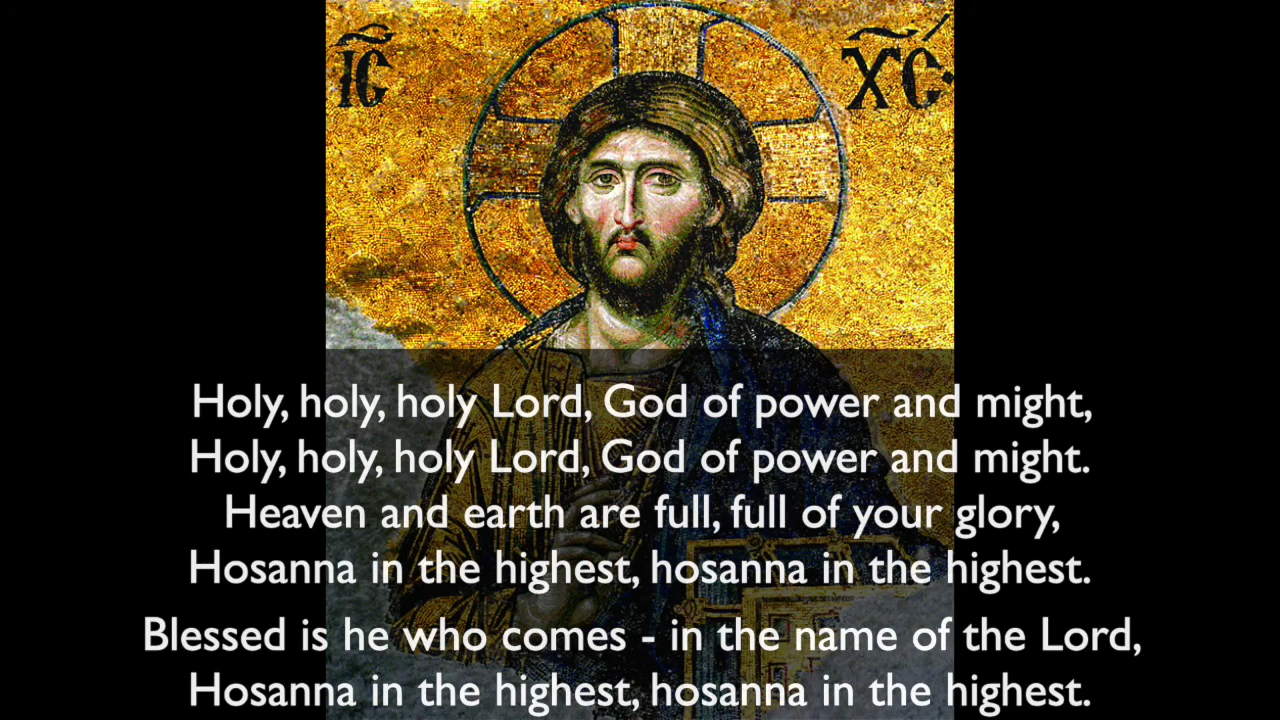 IC XC
Holy, holy, holy Lord, God of power and might,
Holy, holy, holy Lord, God of power and might.
Heaven and earth are full, full of your glory,
Hosanna in the highest, hosanna in the highest.
Blessed is he who comes - in the name of the Lord,
Hosanna in the highest, hosanna in the highest.